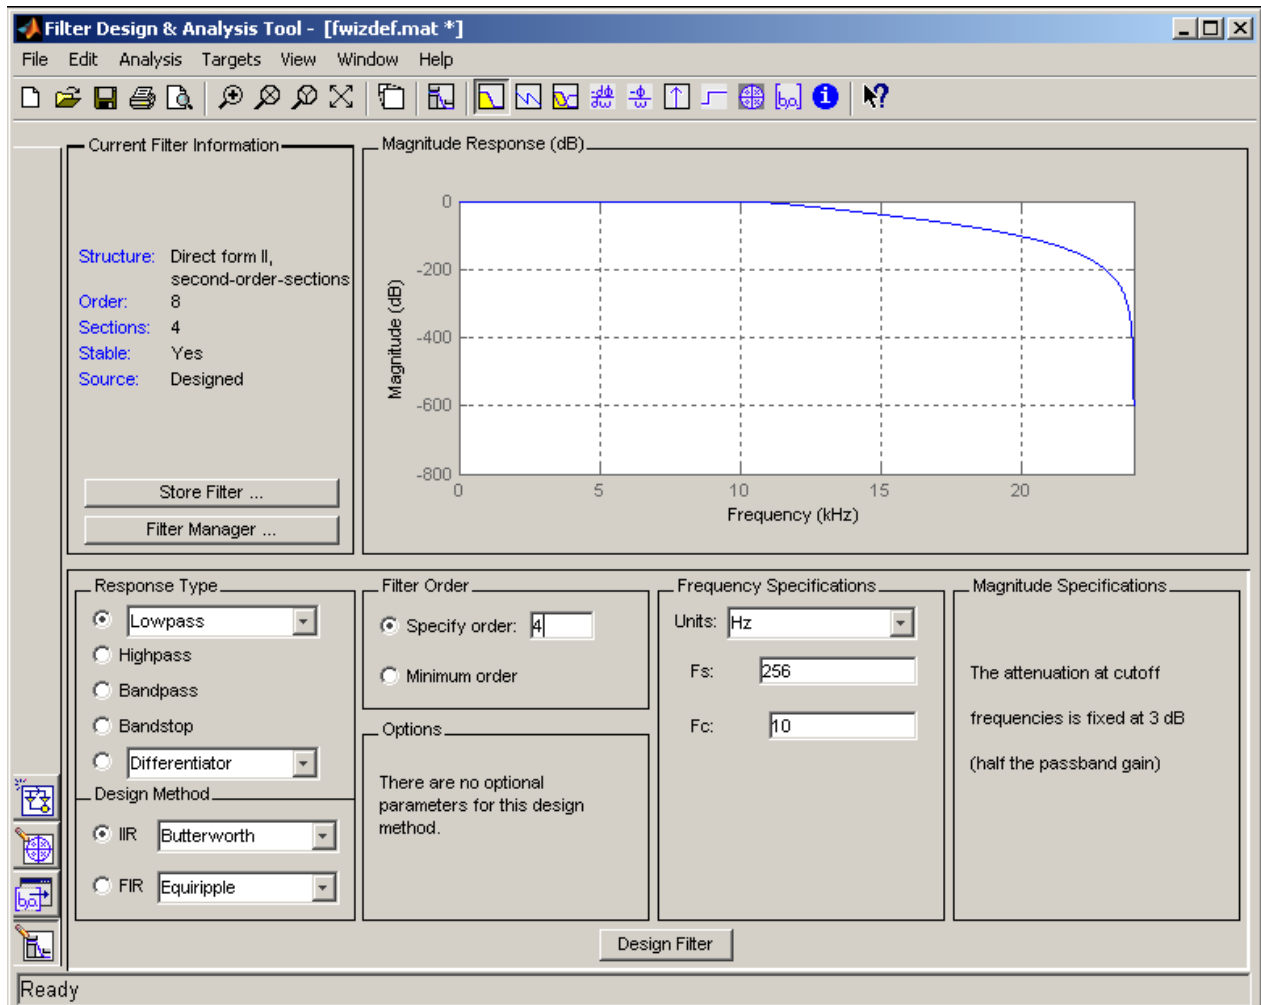 Filter Design & Analysis Tool - [fwizdef.mat *]
File Edit Analysis Targets View Window Help
Current Filter Information
Structure: Direct form II,
second-order-sections
Order: 8
Sections: 4
Stable: Yes
Source: Designed
Store Filter ...
Filter Manager ...
Magnitude Response (dB)
Magnitude (dB)
0
-200
-400
-600
-800
0 5 10 15 20
Frequency (kHz)
Response Type
Lowpass
Highpass
Bandpass
Bandstop
Differentiator
Design Method
IIR Butterworth
FIR Equiripple
Filter Order
Specify order: 4
Minimum order
Options
There are no optional
parameters for this design
method.
Frequency Specifications
Units: Hz
Fs: 256
Fc: 10
Magnitude Specifications
The attenuation at cutoff
frequencies is fixed at 3 dB
(half the passband gain)
Design Filter
Ready